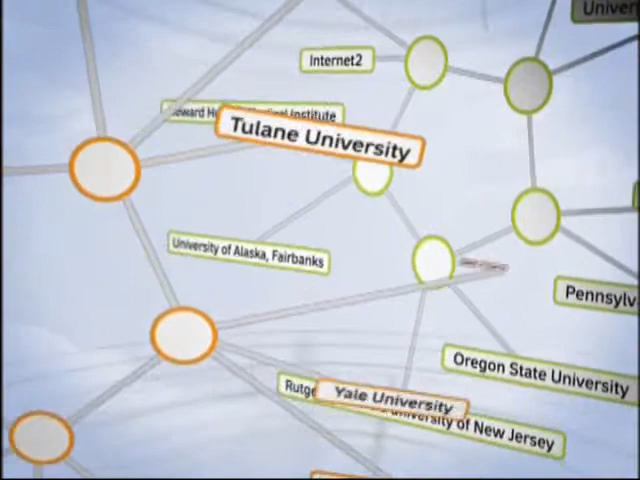 Univer
Internet2
Institute
Tulane University
University of Alaska, Fairbanks
Pennsylv
Oregon State University
Rutge
Yale University
University of New Jersey